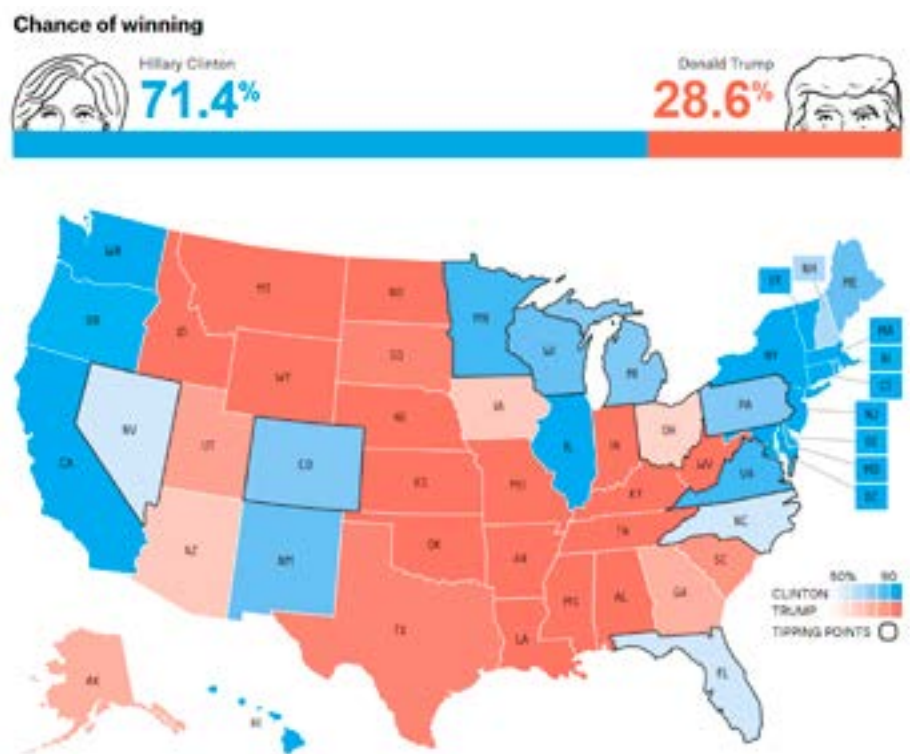 Chance of winning
Hillary Clinton
71.4%
Donald Trump
28.6%
WA
MT
ND
MN
VT
NH
ME
OR
ID
SD
WI
MI
NY
MA
RI
CT
WY
IA
PA
NJ
NV
NE
OH
DE
UT
CO
IL
IN
WV
VA
MD
DC
CA
KS
MO
KY
NC
AZ
NM
OK
AR
TN
SC
MS
AL
GA
TX
LA
FL
AK
HI
50% 90
CLINTON
TRUMP
TIPPING POINTS